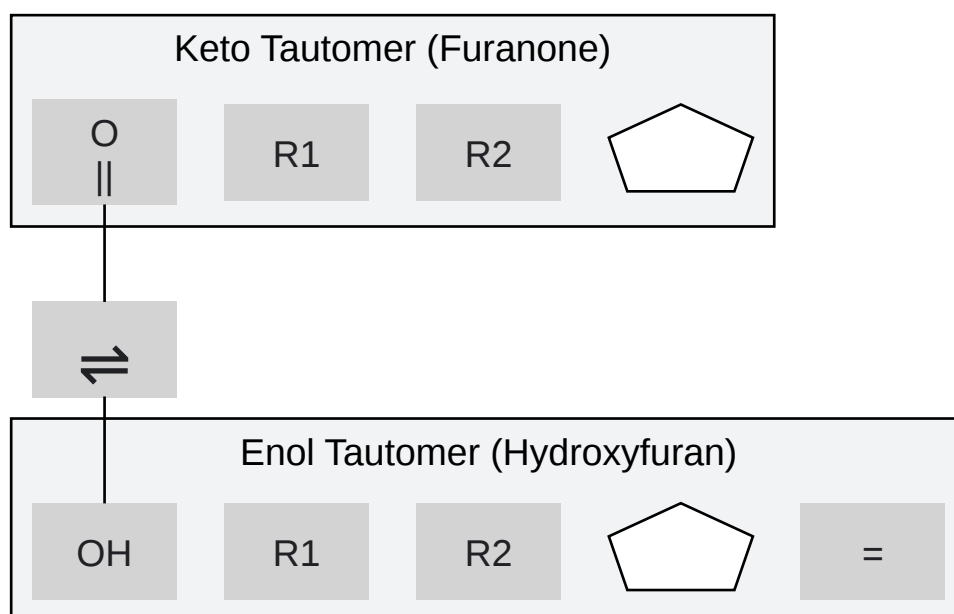 Keto Tautomer (Furanone)
O
||
R1
R2
⇌
Enol Tautomer (Hydroxyfuran)
OH
R1
R2
=